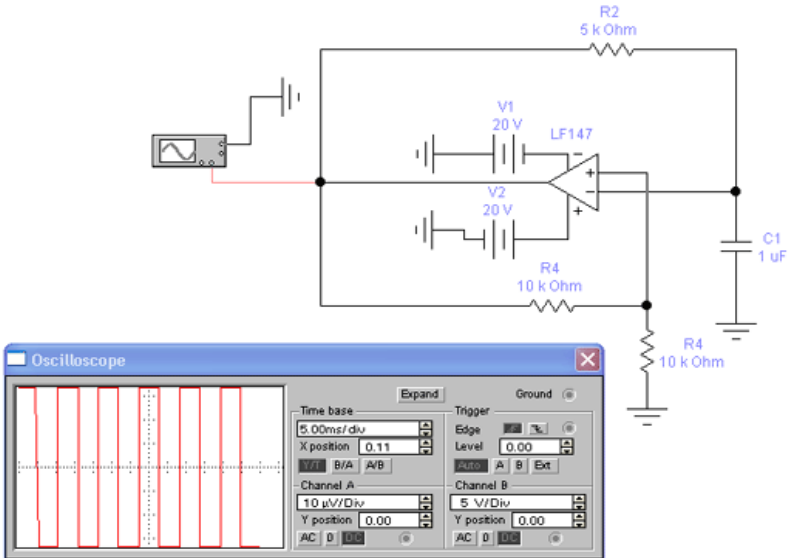 R2
5 k Ohm
V1
20 V
LF147
V2
20 V
R4
10 k Ohm
C1
1 uF
R4
10 k Ohm
Oscilloscope
Expand
Ground
Time base
5.00ms/div
X position 0.11
Y/T B/A A/B
Trigger
Edge
Level 0.00
Auto A B Ext
Channel A
10 µV/Div
Y position 0.00
AC 0 DC
Channel B
5 V/Div
Y position 0.00
AC 0 DC